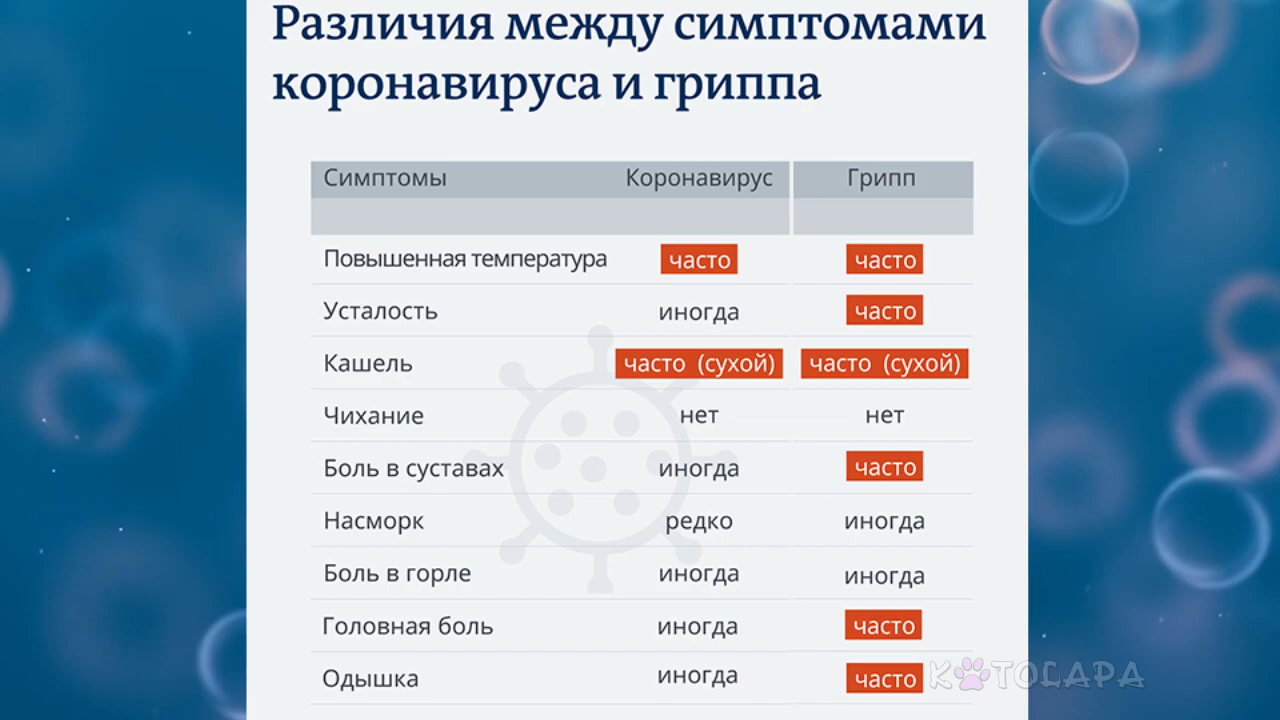 Различия между симптомами
коронавируса и гриппа
Симптомы Коронавирус Грипп
Повышенная температура часто часто
Усталость иногда часто
Кашель часто (сухой) часто (сухой)
Чихание нет нет
Боль в суставах иногда часто
Насморк редко иногда
Боль в горле иногда иногда
Головная боль иногда часто
Одышка иногда часто
KOTOLAPA